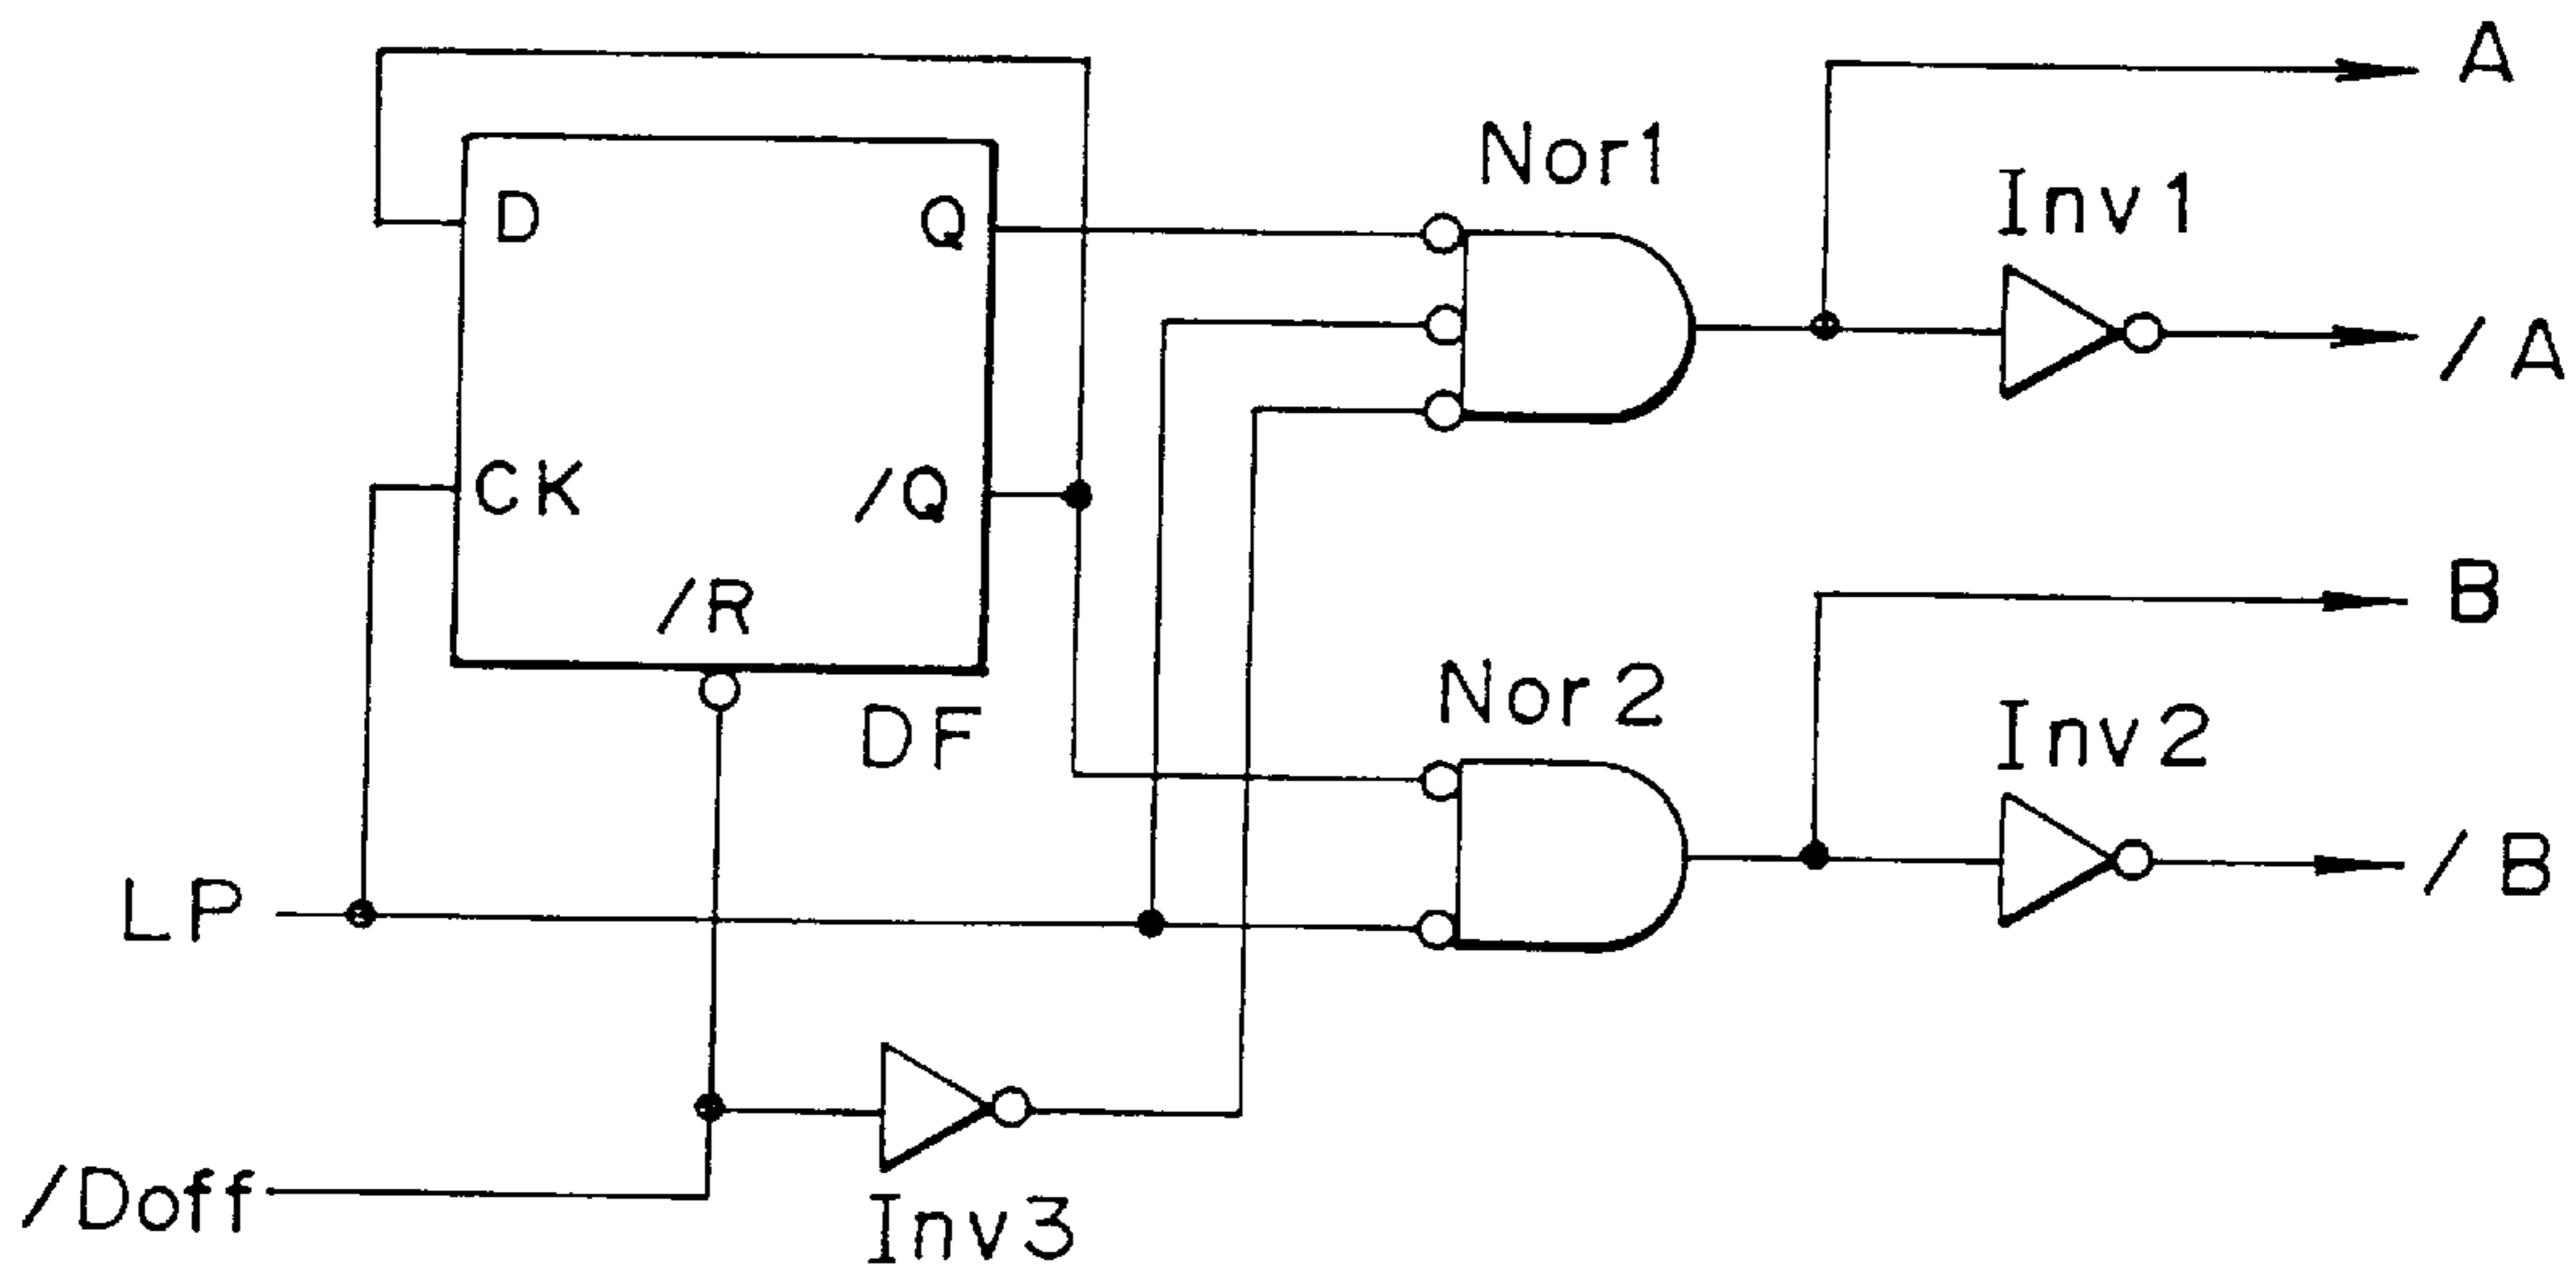 A
Nor1
Inv1
D
Q
/A
CK
/Q
/R
B
Nor2
DF
Inv2
LP
/B
/Doff
Inv3